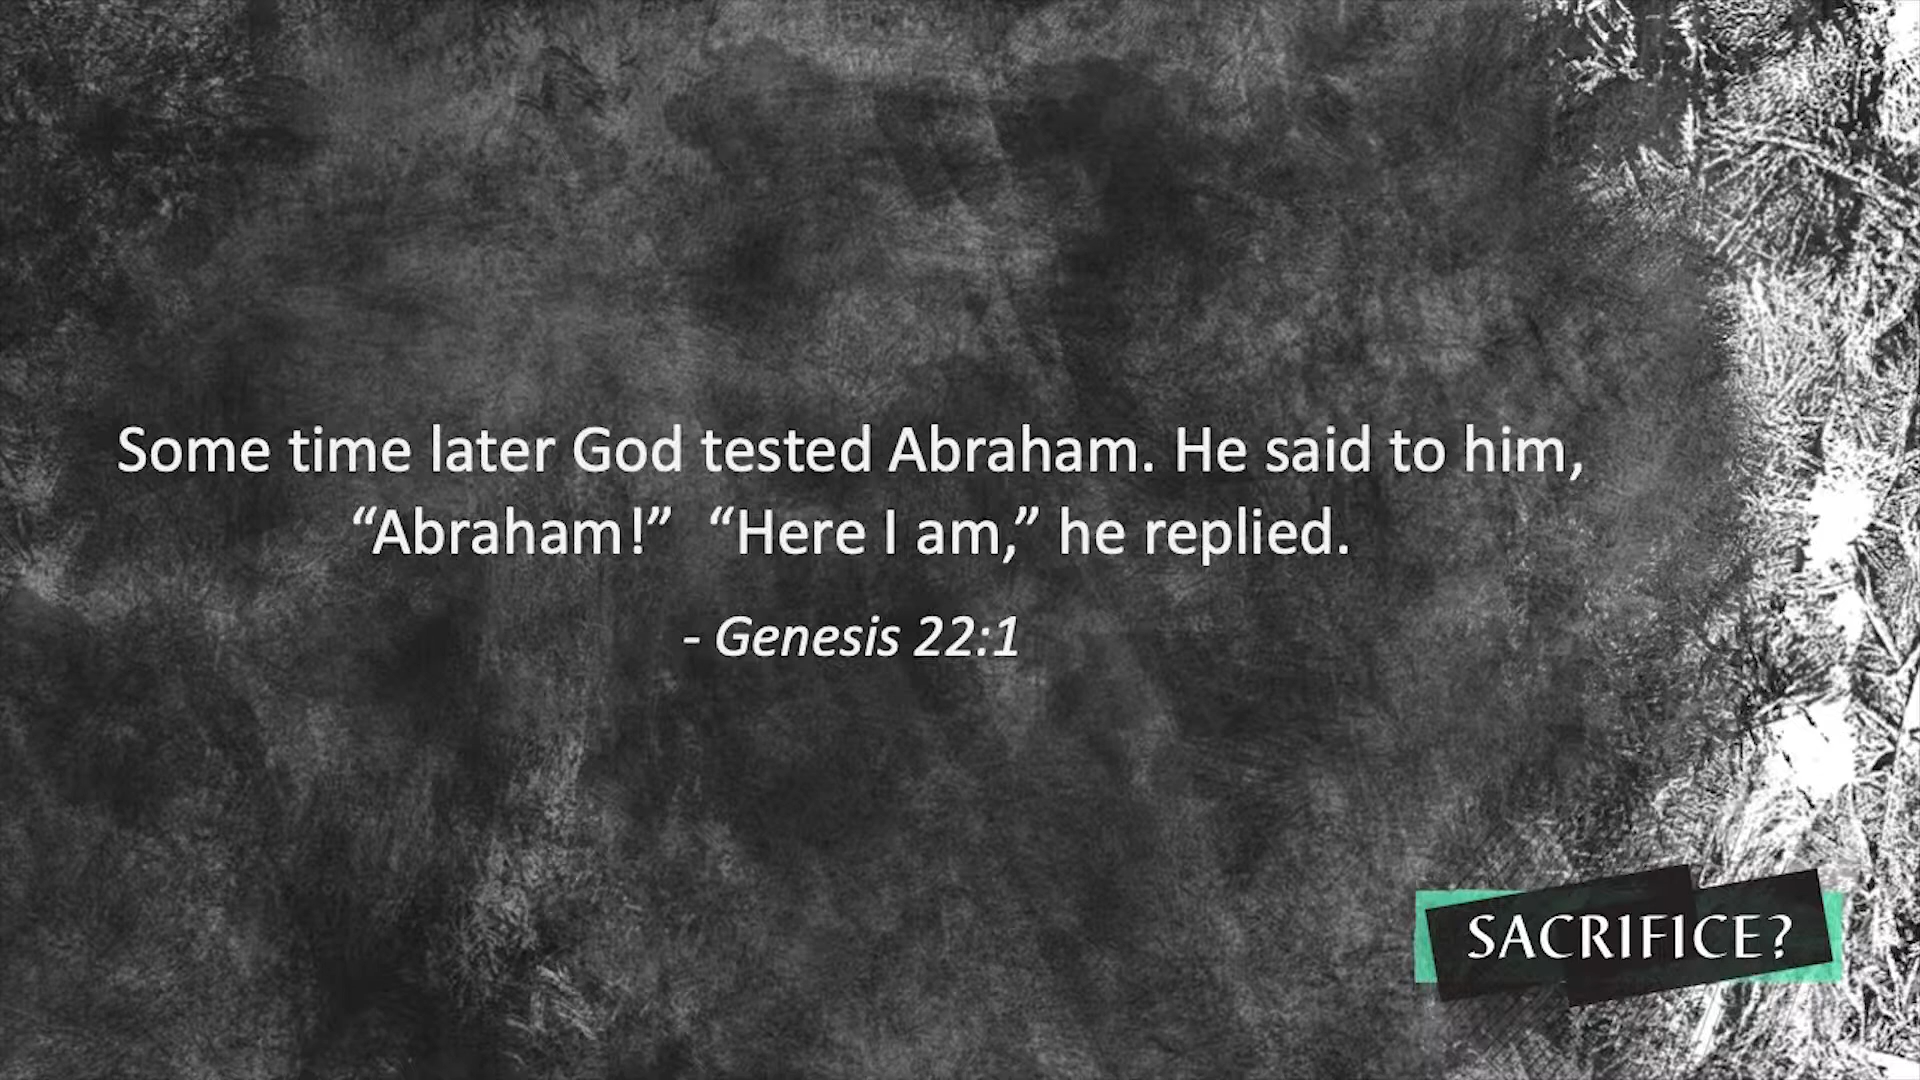 Some time later God tested Abraham. He said to him,
“Abraham!”  “Here I am,” he replied.
- Genesis 22:1
SACRIFICE?